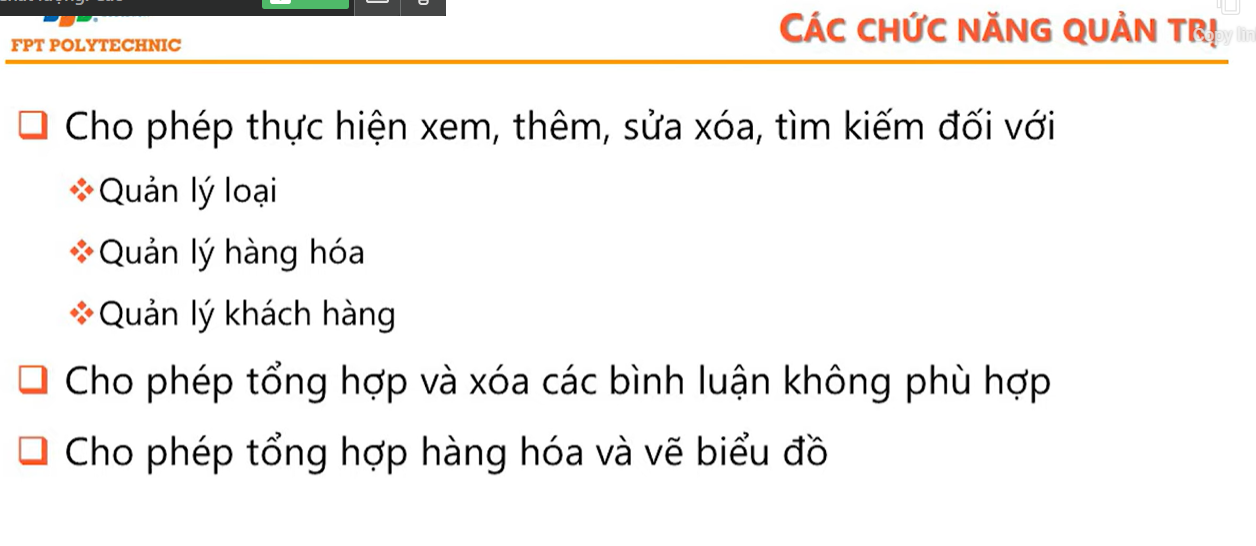 FPT POLYTECHNIC
CÁC CHỨC NĂNG QUẢN TRỊ
Copy lin
Cho phép thực hiện xem, thêm, sửa xóa, tìm kiếm đối với
Quản lý loại
Quản lý hàng hóa
Quản lý khách hàng
Cho phép tổng hợp và xóa các bình luận không phù hợp
Cho phép tổng hợp hàng hóa và vẽ biểu đồ